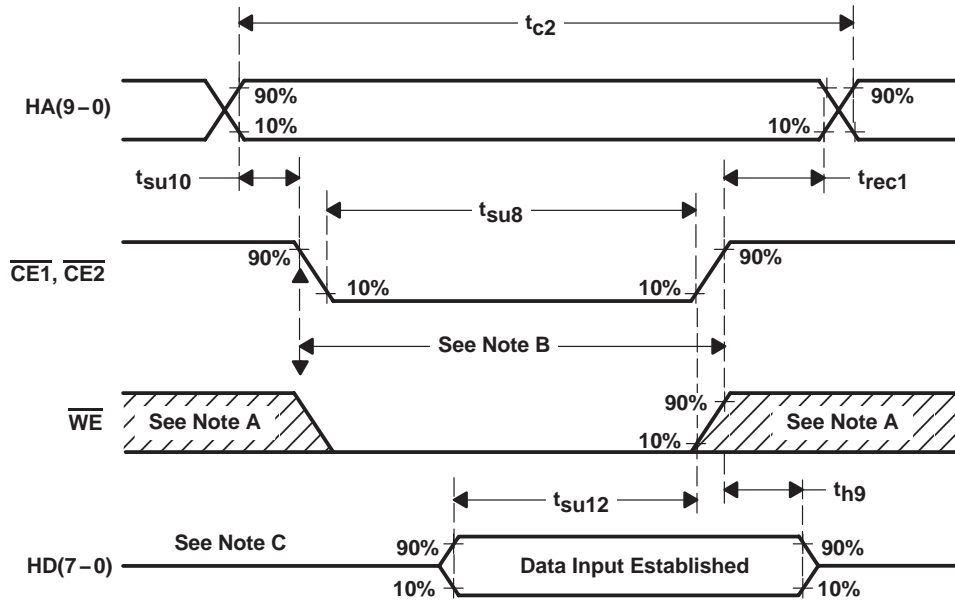 tc2
HA(9–0)
90%
90%
10%
10%
tsu10
trec1
tsu8
CE1, CE2
90%
90%
10%
10%
See Note B
WE
See Note A
90%
See Note A
10%
tsu12
th9
See Note C
HD(7–0)
90%
Data Input Established
90%
10%
10%